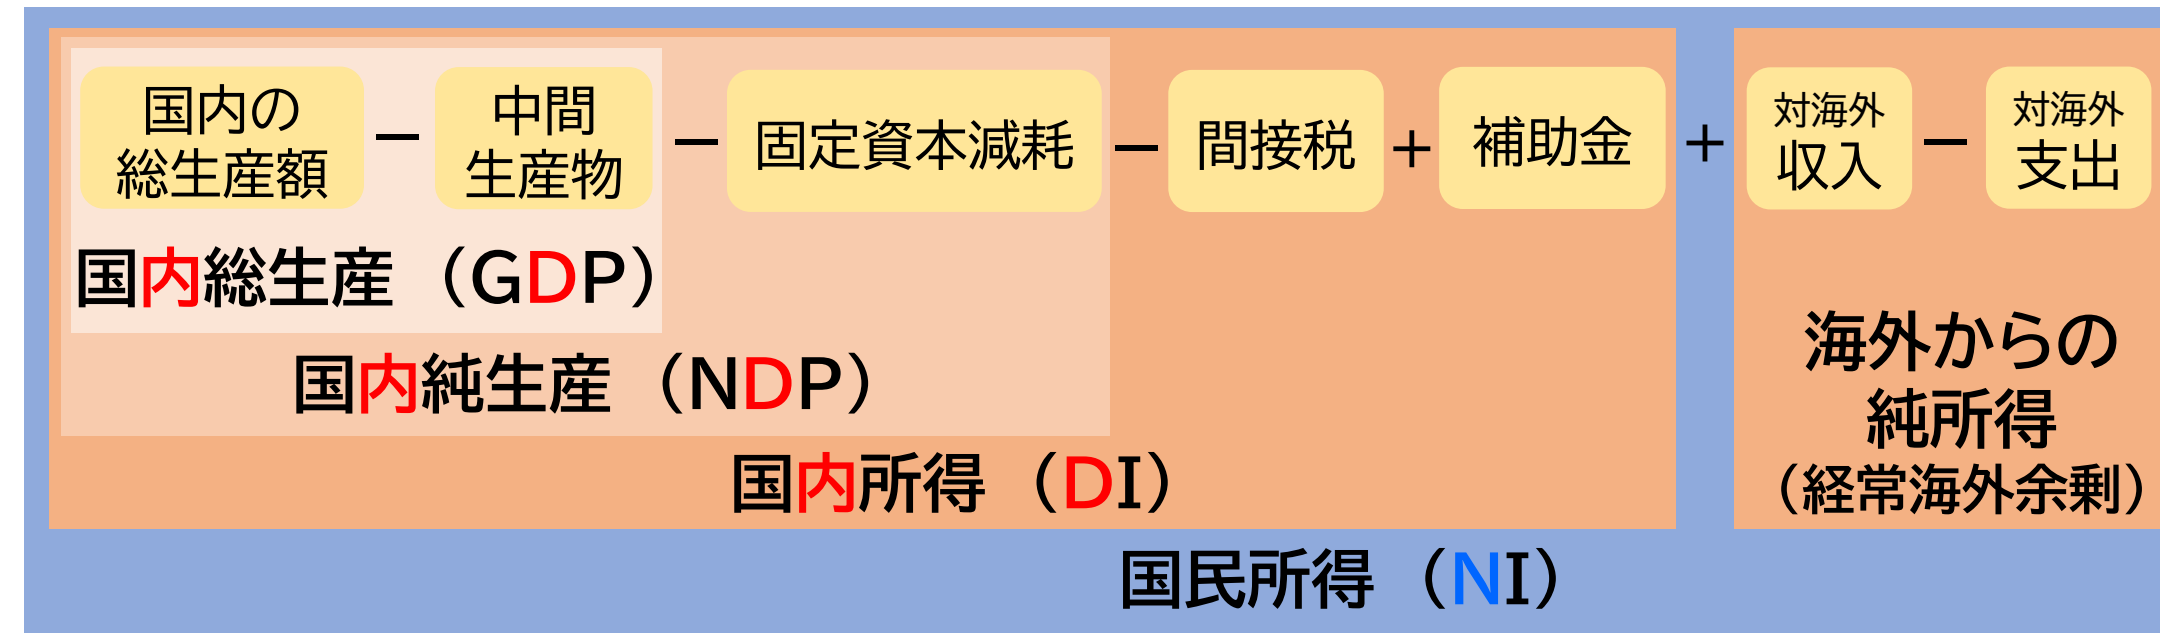 国内の
総生産額
−
中間
生産物
−
固定資本減耗
−
間接税
+
補助金
+
対海外
収入
−
対海外
支出
国内総生産（GDP）
国内純生産（NDP）
国内所得（DI）
海外からの
純所得
（経常海外余剰）
国民所得（NI）